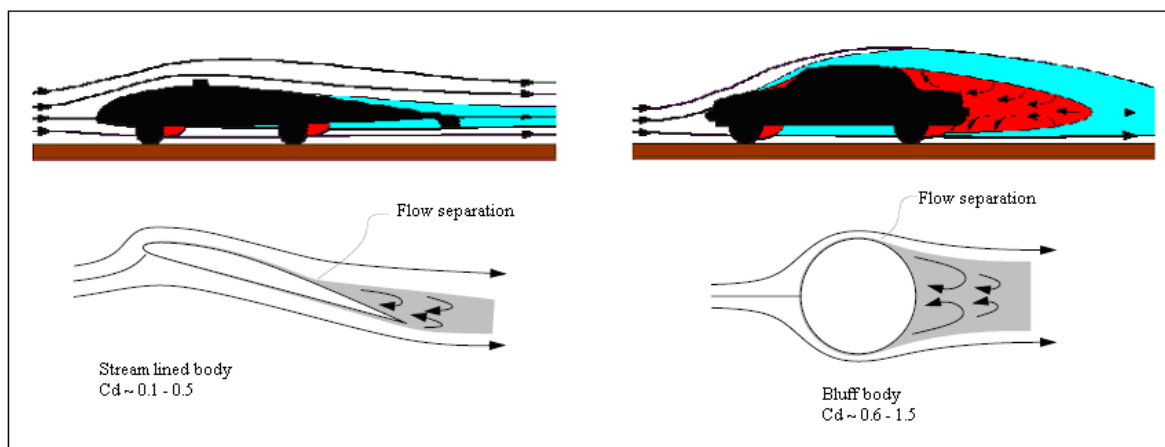 Flow separation
Stream lined body
Cd ~ 0.1 - 0.5
Flow separation
Bluff body
Cd ~ 0.6 - 1.5